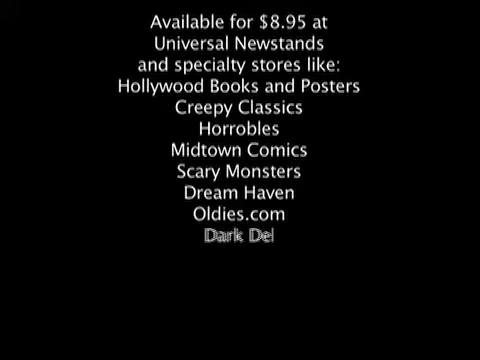 Available for $8.95 at
Universal Newstands
and specialty stores like:
Hollywood Books and Posters
Creepy Classics
Horrobles
Midtown Comics
Scary Monsters
Dream Haven
Oldies.com
Dark Del